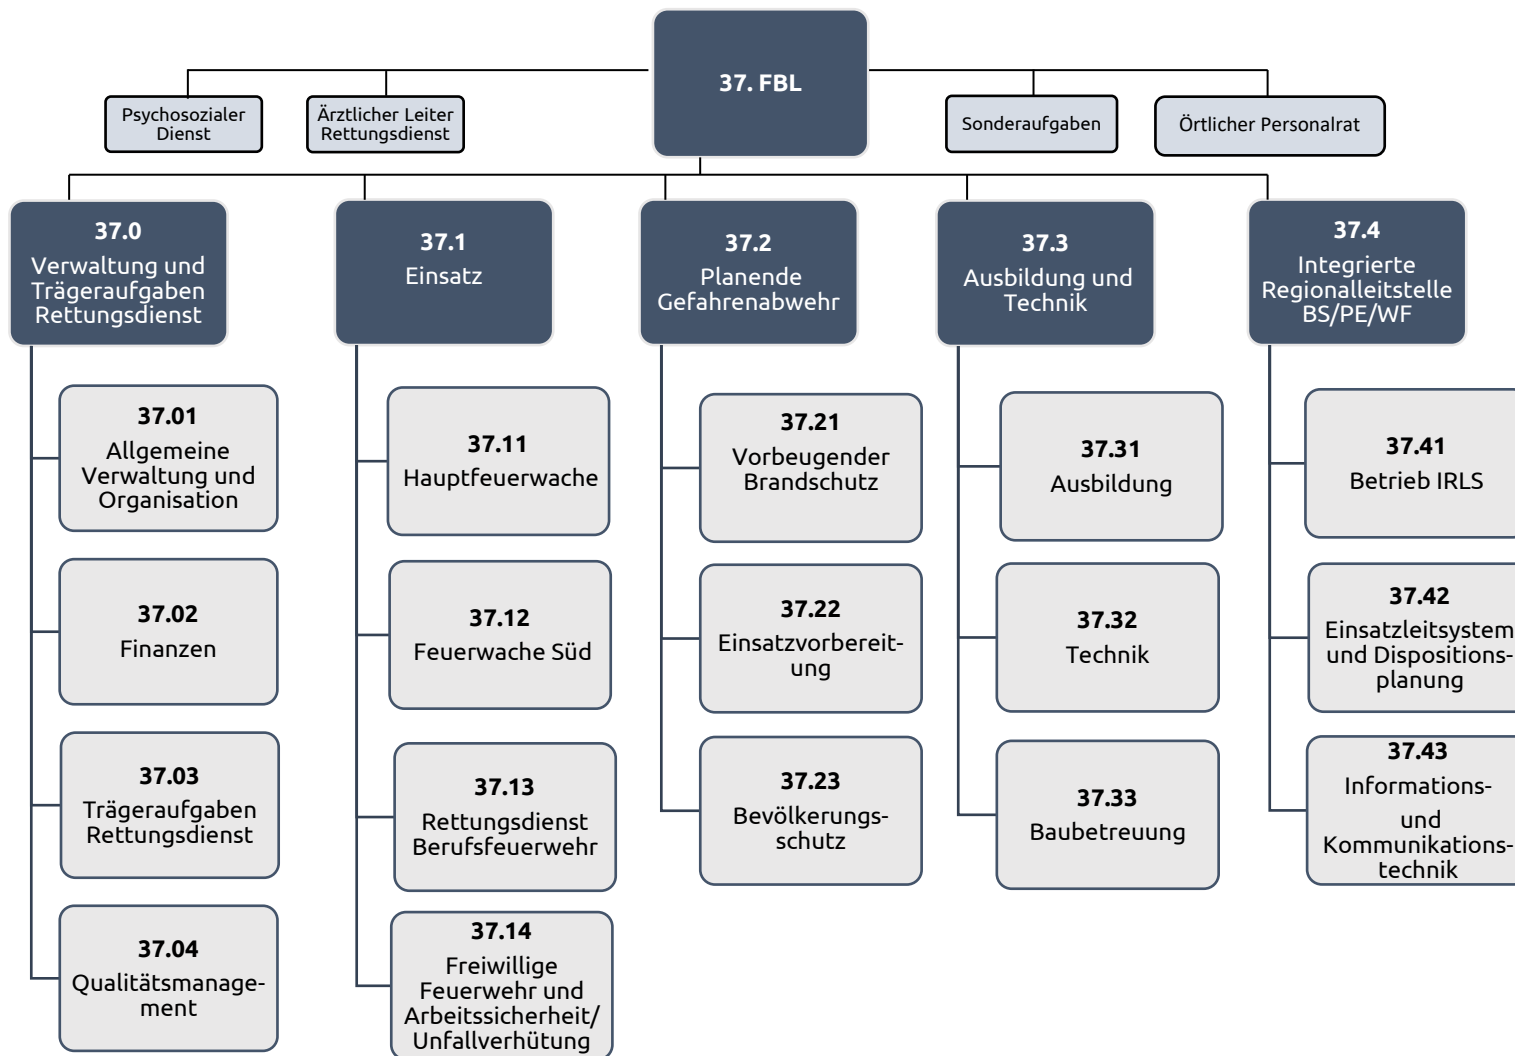 37. FBL
Psychosozialer
Dienst
Ärztlicher Leiter
Rettungsdienst
Sonderaufgaben
Örtlicher Personalrat
37.0
Verwaltung und
Trägeraufgaben
Rettungsdienst
37.1
Einsatz
37.2
Planende
Gefahrenabwehr
37.3
Ausbildung und
Technik
37.4
Integrierte
Regionalleitstelle
BS/PE/WF
37.01
Allgemeine
Verwaltung und
Organisation
37.02
Finanzen
37.03
Trägeraufgaben
Rettungsdienst
37.04
Qualitätsmanage-
ment
37.11
Hauptfeuerwache
37.12
Feuerwache Süd
37.13
Rettungsdienst
Berufsfeuerwehr
37.14
Freiwillige
Feuerwehr und
Arbeitssicherheit/
Unfallverhütung
37.21
Vorbeugender
Brandschutz
37.22
Einsatzvorbereit-
ung
37.23
Bevölkerungs-
schutz
37.31
Ausbildung
37.32
Technik
37.33
Baubetreuung
37.41
Betrieb IRLS
37.42
Einsatzleitsystem
und Dispositions-
planung
37.43
Informations-
und
Kommunikations-
technik